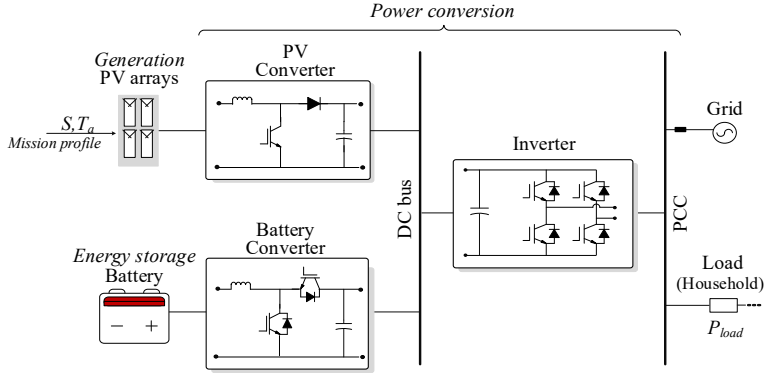 Power conversion
Generation
PV arrays
PV
Converter
S,Tₐ
Mission profile
Grid
Inverter
DC bus
PCC
Energy storage
Battery
Battery
Converter
− +
Load
(Household)
P_load